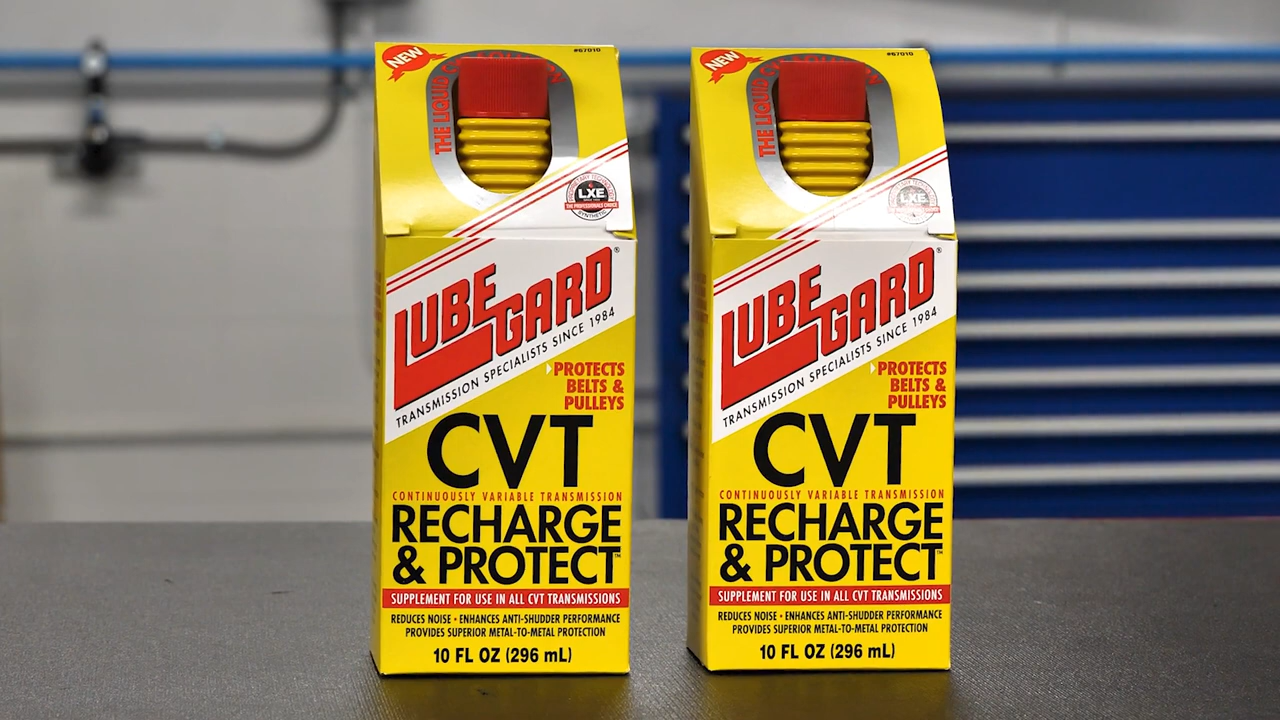 NEW
#67010
THE LIQUID
LXE
THE PROFESSIONALS CHOICE
SYNTHETIC
LUBEGARD®
TRANSMISSION SPECIALISTS SINCE 1984
PROTECTS
BELTS &
PULLEYS
CVT
CONTINUOUSLY VARIABLE TRANSMISSION
RECHARGE
& PROTECT™
SUPPLEMENT FOR USE IN ALL CVT TRANSMISSIONS
REDUCES NOISE • ENHANCES ANTI-SHUDDER PERFORMANCE
PROVIDES SUPERIOR METAL-TO-METAL PROTECTION
10 FL OZ (296 mL)
NEW
#67010
THE LIQUID
LXE
LUBEGARD®
TRANSMISSION SPECIALISTS SINCE 1984
PROTECTS
BELTS &
PULLEYS
CVT
CONTINUOUSLY VARIABLE TRANSMISSION
RECHARGE
& PROTECT™
SUPPLEMENT FOR USE IN ALL CVT TRANSMISSIONS
REDUCES NOISE • ENHANCES ANTI-SHUDDER PERFORMANCE
PROVIDES SUPERIOR METAL-TO-METAL PROTECTION
10 FL OZ (296 mL)